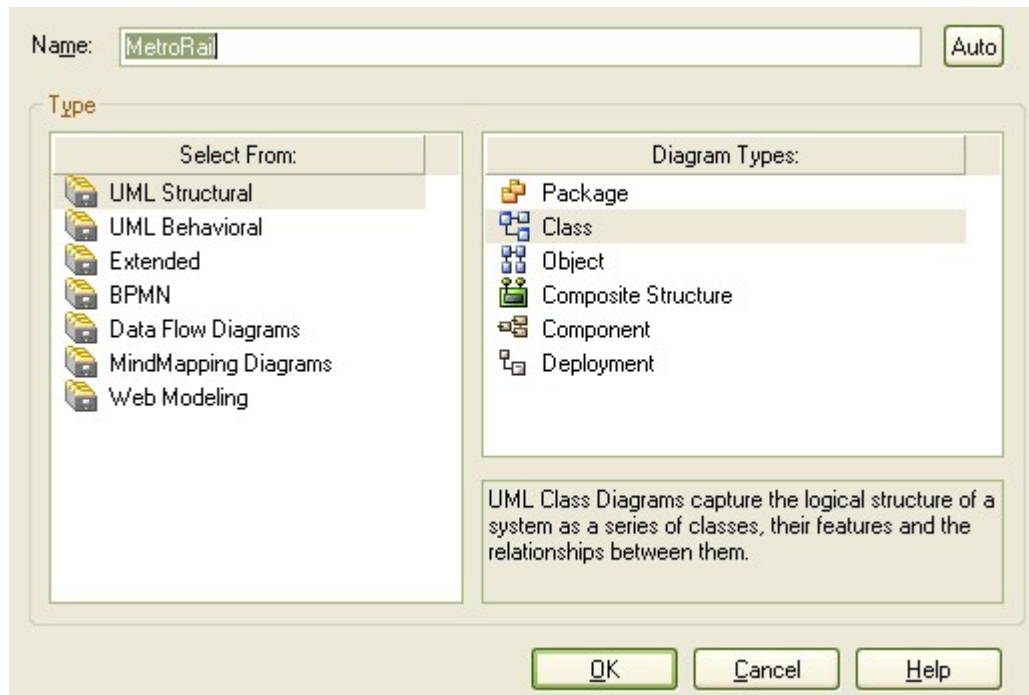 Name: MetroRail Auto
Type
Select From:
UML Structural
UML Behavioral
Extended
BPMN
Data Flow Diagrams
MindMapping Diagrams
Web Modeling
Diagram Types:
Package
Class
Object
Composite Structure
Component
Deployment
UML Class Diagrams capture the logical structure of a
system as a series of classes, their features and the
relationships between them.
OK Cancel Help